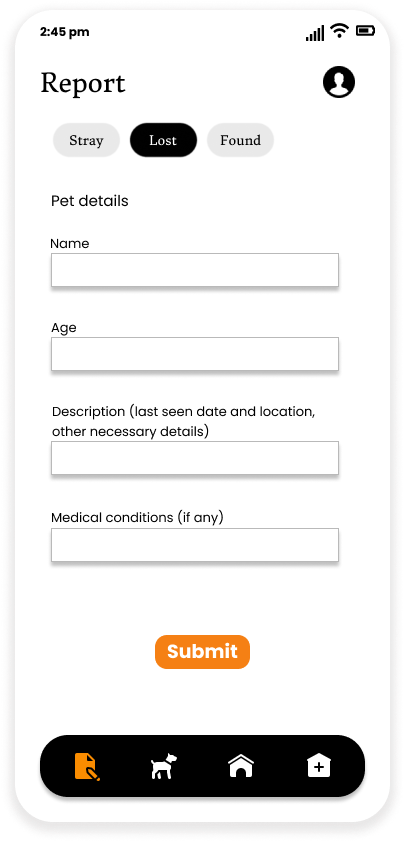 2:45 pm
Report
Stray
Lost
Found
Pet details
Name
Age
Description (last seen date and location,
other necessary details)
Medical conditions (if any)
Submit